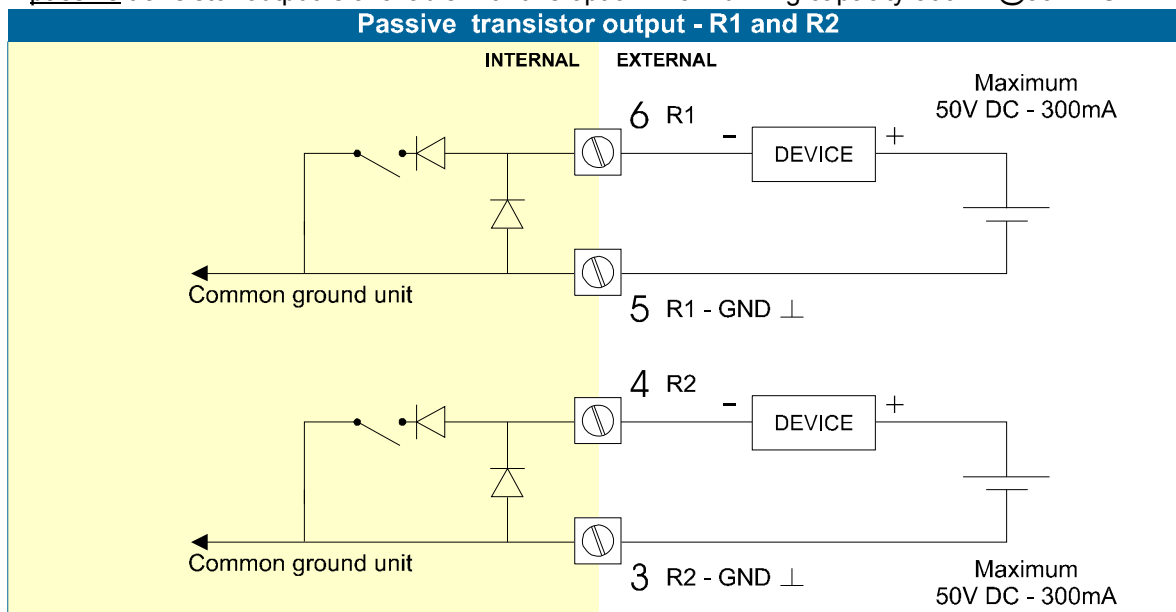 Passive transistor output - R1 and R2
INTERNAL EXTERNAL
Maximum
50V DC - 300mA
6 R1
- DEVICE +
Common ground unit
5 R1 - GND ⊥
4 R2
- DEVICE +
Common ground unit
3 R2 - GND ⊥
Maximum
50V DC - 300mA